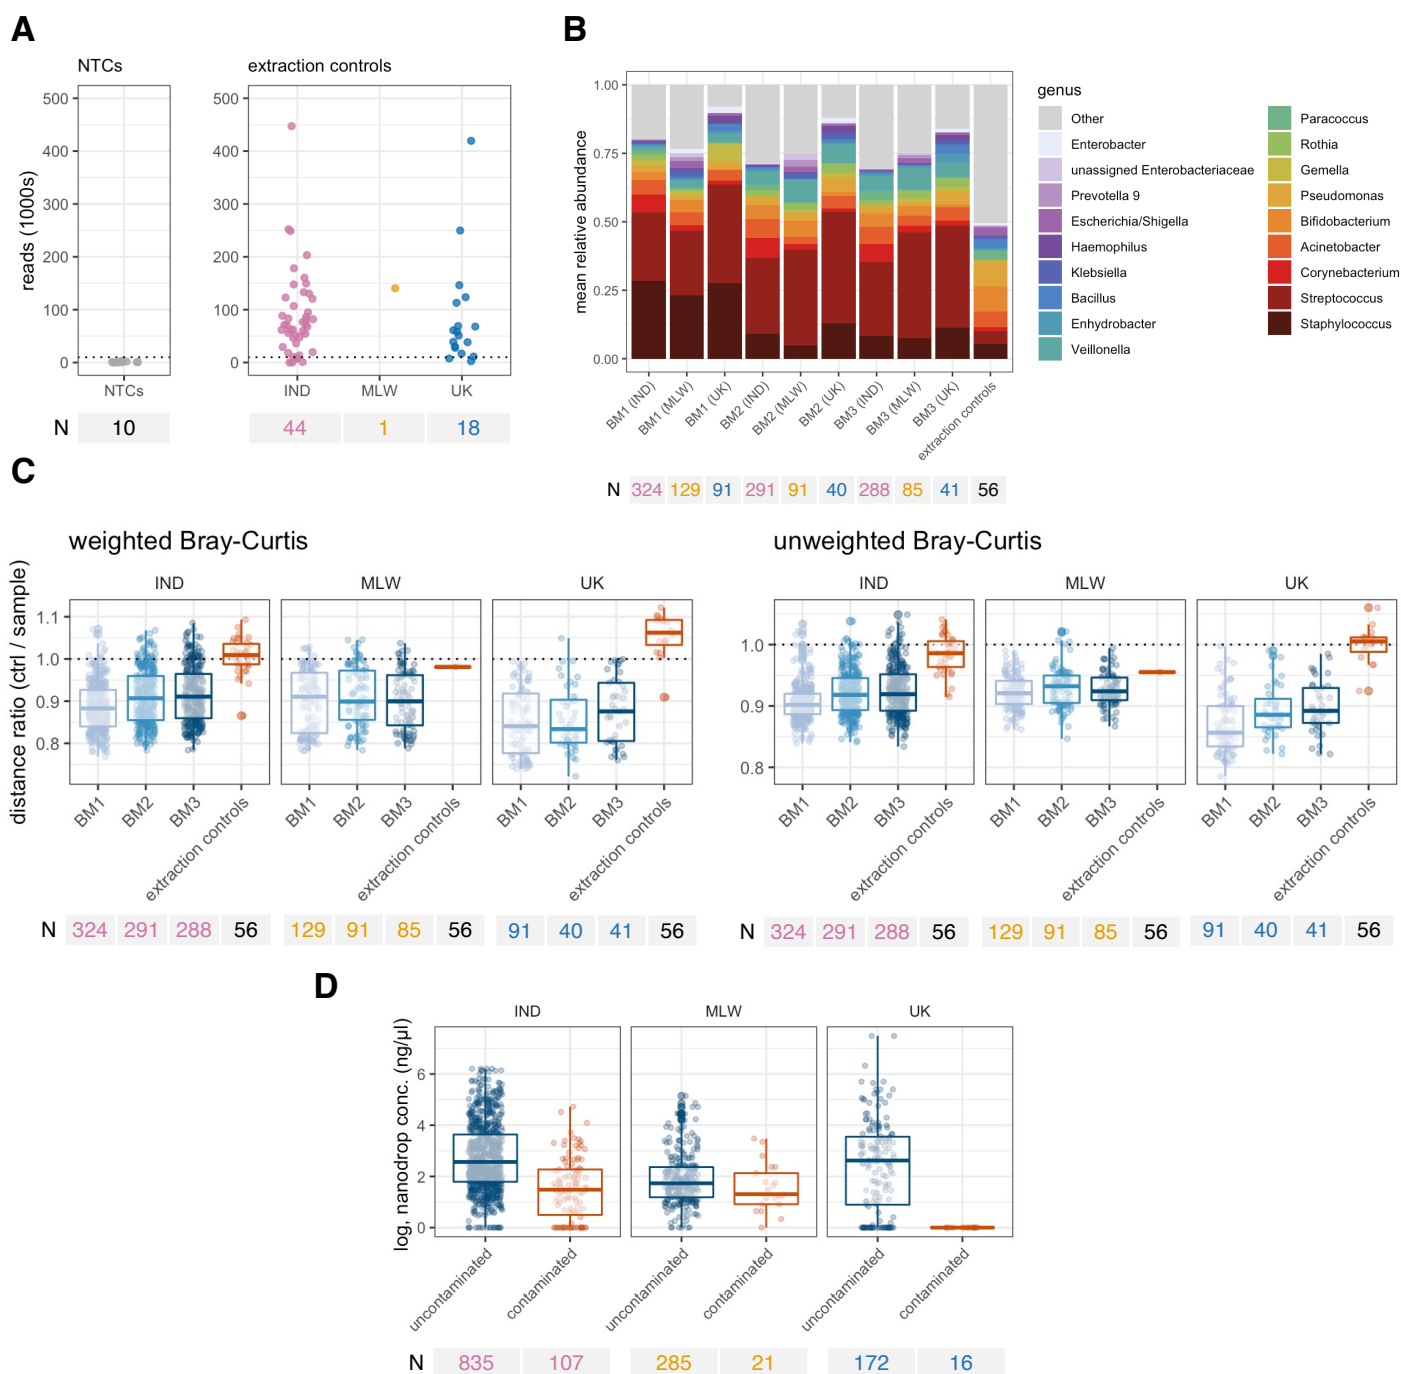 A
NTCs
extraction controls
reads (1000s)
500
400
300
200
100
0
500
400
300
200
100
0
NTCs
IND
MLW
UK
N
10
44
1
18
B
mean relative abundance
1.00
0.75
0.50
0.25
0.00
BM1 (IND)
BM1 (MLW)
BM1 (UK)
BM2 (IND)
BM2 (MLW)
BM2 (UK)
BM3 (IND)
BM3 (MLW)
BM3 (UK)
extraction controls
N 324 129 91 291 91 40 288 85 41 56
genus
Other
Enterobacter
unassigned Enterobacteriaceae
Prevotella 9
Escherichia/Shigella
Haemophilus
Klebsiella
Bacillus
Enhydrobacter
Veillonella
Paracoccus
Rothia
Gemella
Pseudomonas
Bifidobacterium
Acinetobacter
Corynebacterium
Streptococcus
Staphylococcus
C
weighted Bray-Curtis
distance ratio (ctrl / sample)
IND
MLW
UK
1.1
1.0
0.9
0.8
BM1
BM2
BM3
extraction controls
BM1
BM2
BM3
extraction controls
BM1
BM2
BM3
extraction controls
N 324 291 288 56 129 91 85 56 91 40 41 56
unweighted Bray-Curtis
IND
MLW
UK
1.0
0.9
0.8
BM1
BM2
BM3
extraction controls
BM1
BM2
BM3
extraction controls
BM1
BM2
BM3
extraction controls
N 324 291 288 56 129 91 85 56 91 40 41 56
D
IND
MLW
UK
log. nanodrop conc. (ng/µl)
6
4
2
0
uncontaminated
contaminated
uncontaminated
contaminated
uncontaminated
contaminated
N 835 107 285 21 172 16